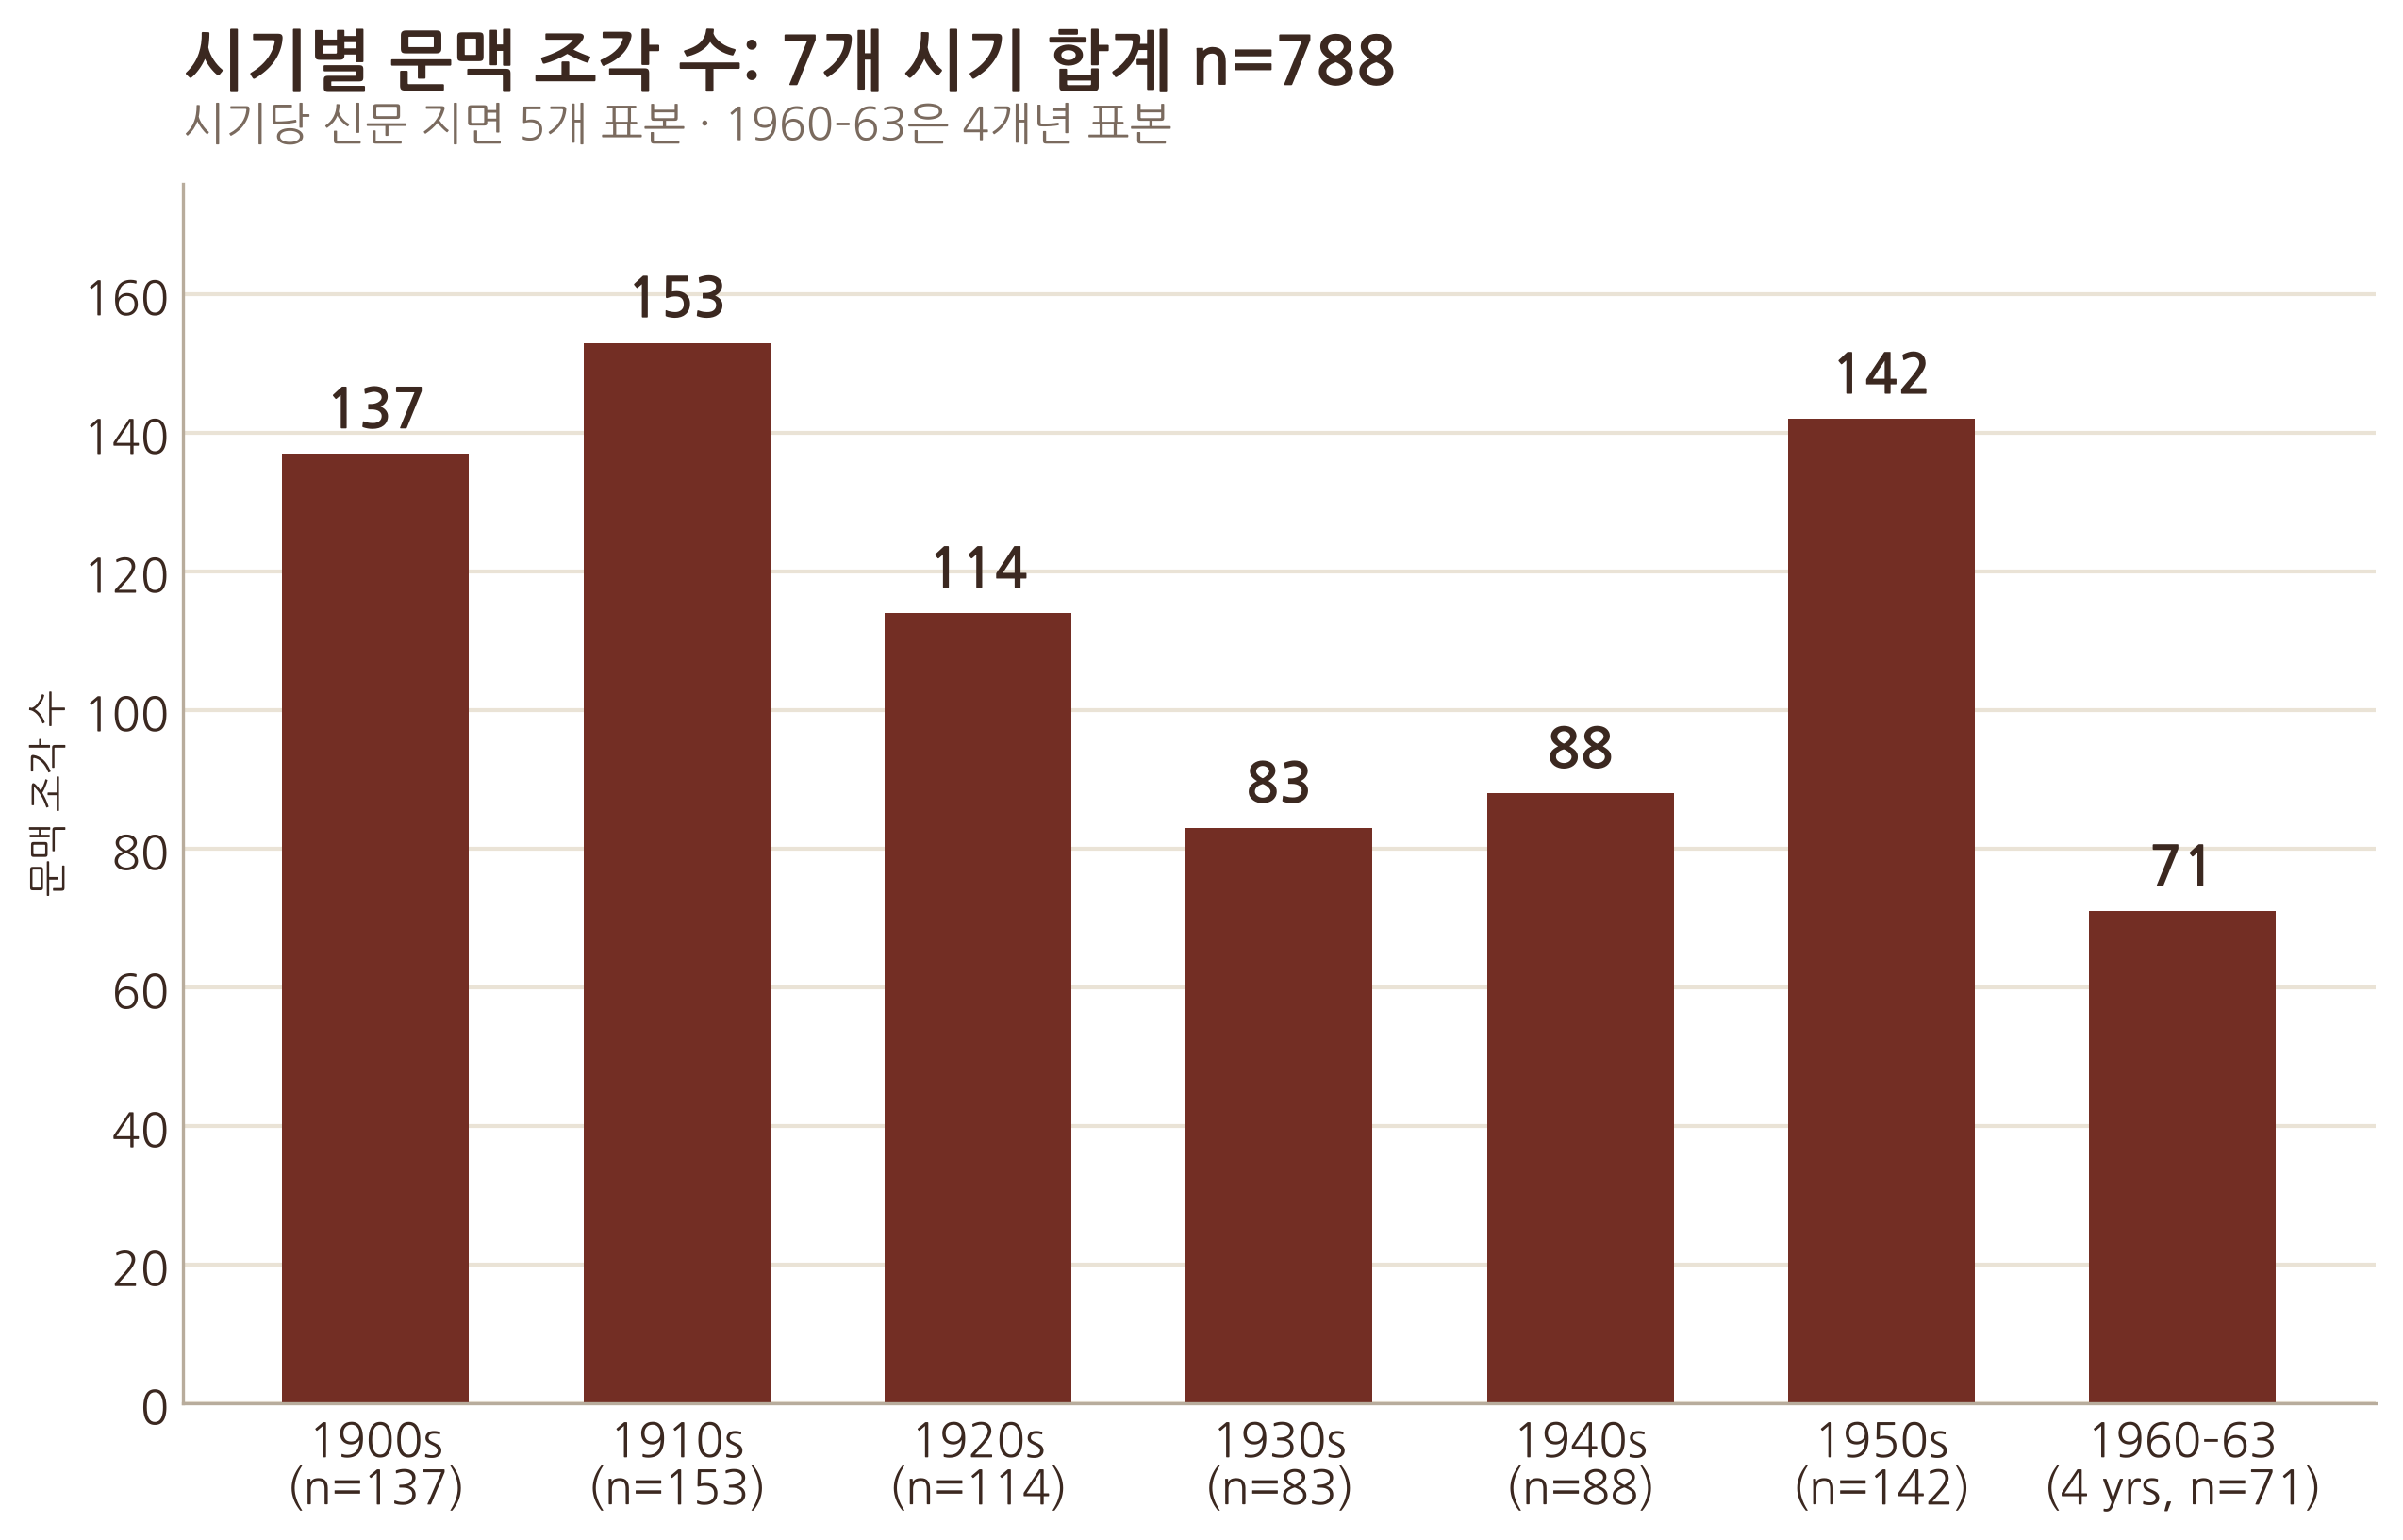 시기별 문맥 조각 수: 7개 시기 합계 n=788
시기당 신문 지면 5개 표본 · 1960–63은 4개년 표본
문맥 조각 수
160
140
120
100
80
60
40
20
0
137
153
114
83
88
142
71
1900s
(n=137)
1910s
(n=153)
1920s
(n=114)
1930s
(n=83)
1940s
(n=88)
1950s
(n=142)
1960–63
(4 yrs, n=71)